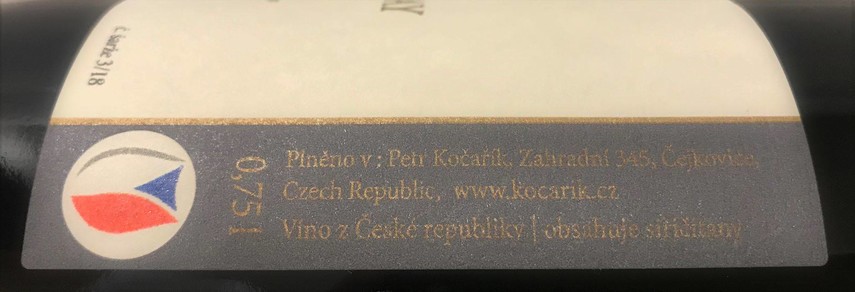 č. šarže 3/18
0,75 l
Plněno v : Petr Kočařík, Zahradní 345, Čejkovice,
Czech Republic, www.kocarik.cz
Víno z České republiky | obsahuje siřičitany